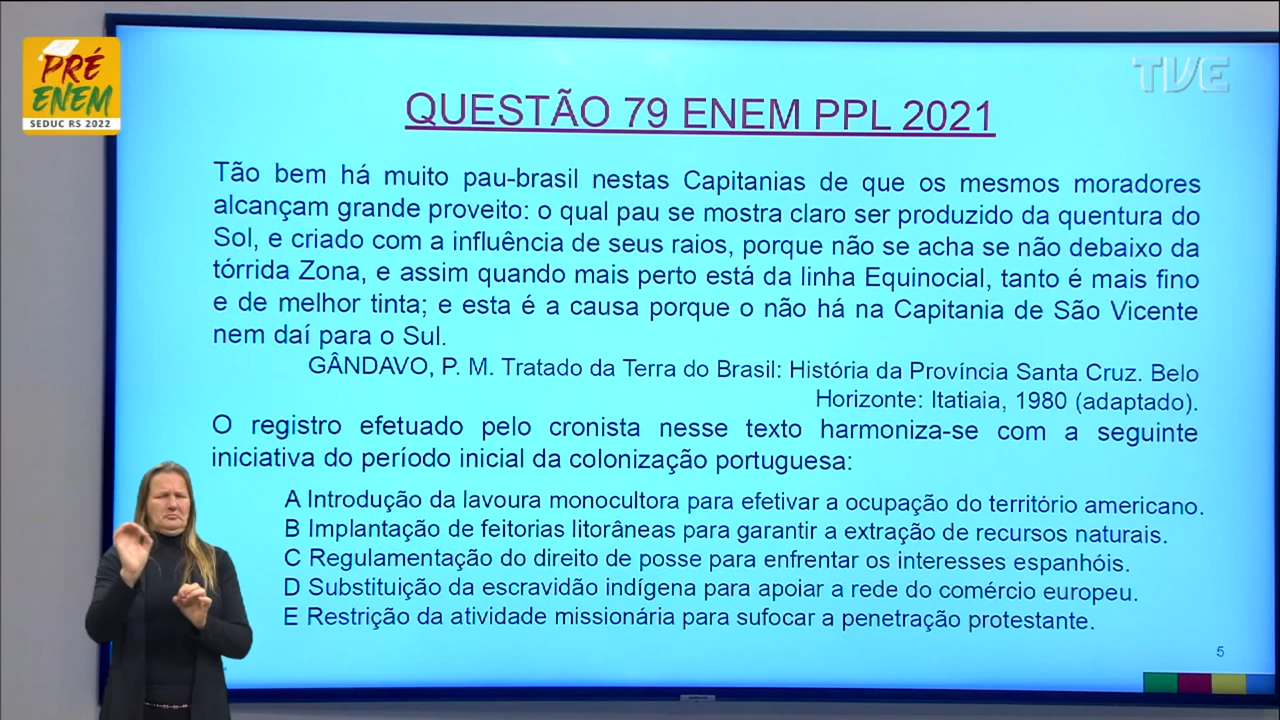 PRÉ
ENEM
SEDUC RS 2022
TVE
QUESTÃO 79 ENEM PPL 2021
Tão bem há muito pau-brasil nestas Capitanias de que os mesmos moradores
alcançam grande proveito: o qual pau se mostra claro ser produzido da quentura do
Sol, e criado com a influência de seus raios, porque não se acha se não debaixo da
tórrida Zona, e assim quando mais perto está da linha Equinocial, tanto é mais fino
e de melhor tinta; e esta é a causa porque o não há na Capitania de São Vicente
nem daí para o Sul.
GÂNDAVO, P. M. Tratado da Terra do Brasil: História da Província Santa Cruz. Belo
Horizonte: Itatiaia, 1980 (adaptado).
O registro efetuado pelo cronista nesse texto harmoniza-se com a seguinte
iniciativa do período inicial da colonização portuguesa:
A Introdução da lavoura monocultora para efetivar a ocupação do território americano.
B Implantação de feitorias litorâneas para garantir a extração de recursos naturais.
C Regulamentação do direito de posse para enfrentar os interesses espanhóis.
D Substituição da escravidão indígena para apoiar a rede do comércio europeu.
E Restrição da atividade missionária para sufocar a penetração protestante.
5